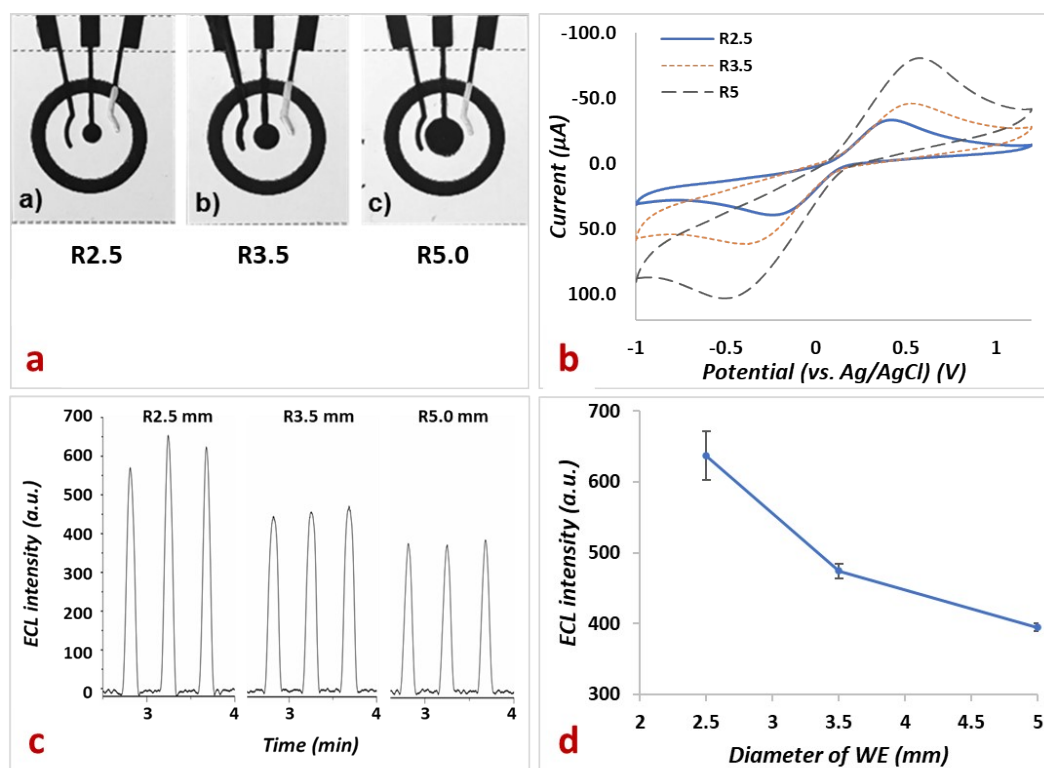 a)
b)
c)
R2.5
R3.5
R5.0
a
-100.0
-50.0
0.0
50.0
100.0
Current (µA)
R2.5
R3.5
R5
-1
-0.5
0
0.5
1
Potential (vs. Ag/AgCl) (V)
b
R2.5 mm
R3.5 mm
R5.0 mm
700
600
500
400
300
200
100
0
ECL intensity (a.u.)
3
4
3
4
3
4
Time (min)
c
700
600
500
400
300
ECL intensity (a.u.)
2
2.5
3
3.5
4
4.5
5
Diameter of WE (mm)
d